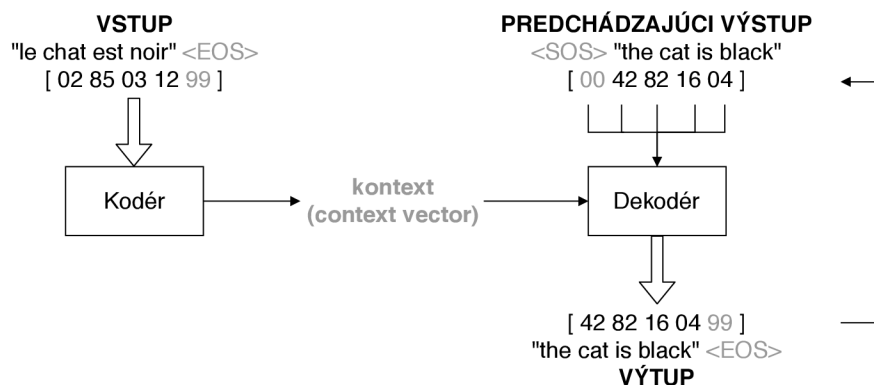 VSTUP
"le chat est noir" <EOS>
[ 02 85 03 12 99 ]
PREDCHÁDZAJÚCI VÝSTUP
<SOS> "the cat is black"
[ 00 42 82 16 04 ]
Kodér
kontext
(context vector)
Dekodér
[ 42 82 16 04 99 ]
"the cat is black" <EOS>
VÝTUP